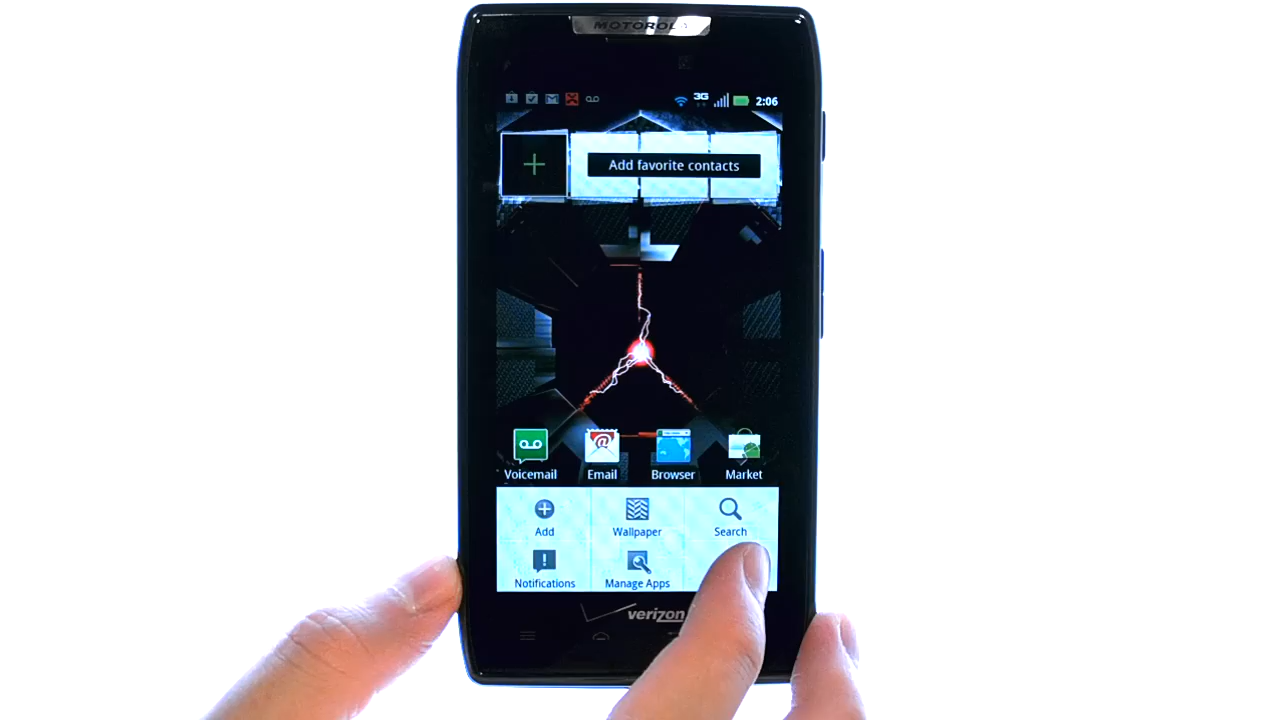 MOTOROLA
3G 2:06
Add favorite contacts
Voicemail Email Browser Market
Add Wallpaper Search
Notifications Manage Apps
verizon